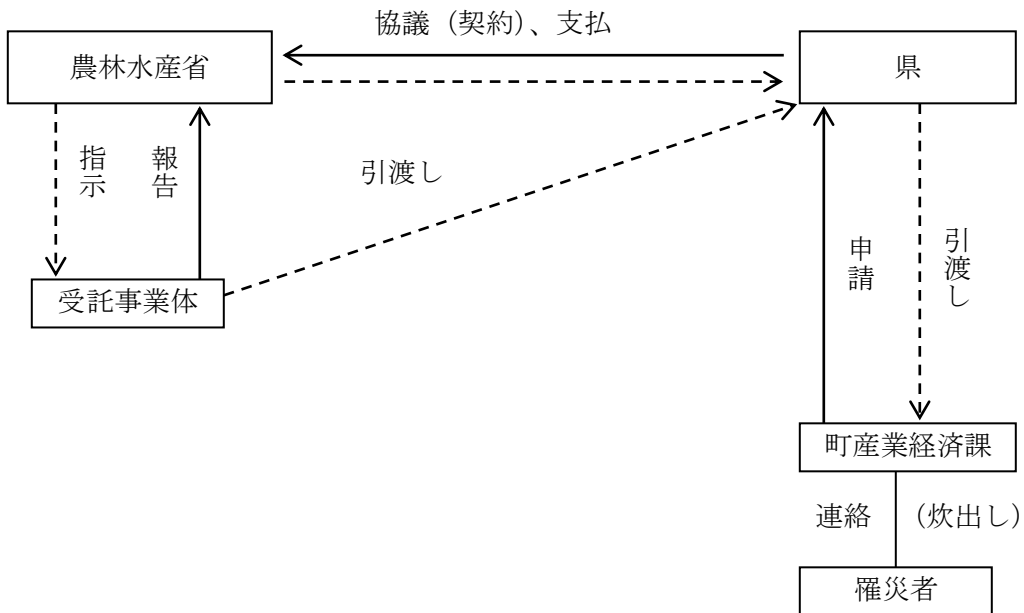 協議（契約）、支払
農林水産省
県
指示
報告
引渡し
申請
引渡し
受託事業体
町産業経済課
連絡
（炊出し）
罹災者